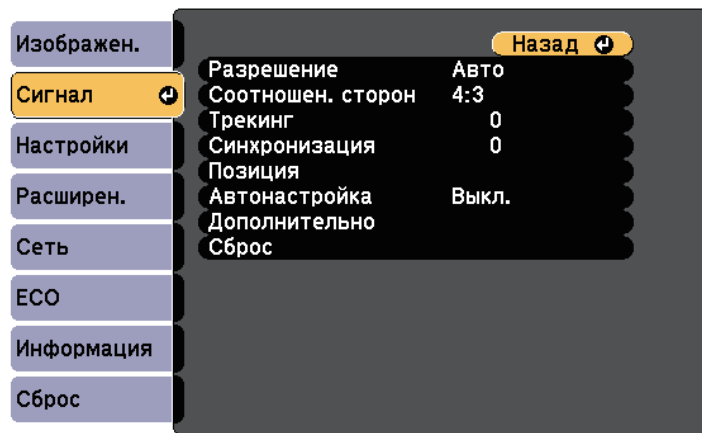 Изображен.
Сигнал
Настройки
Расширен.
Сеть
ECO
Информация
Сброс
Назад
Разрешение Авто
Соотношен. сторон 4:3
Трекинг 0
Синхронизация 0
Позиция
Автонастройка Выкл.
Дополнительно
Сброс